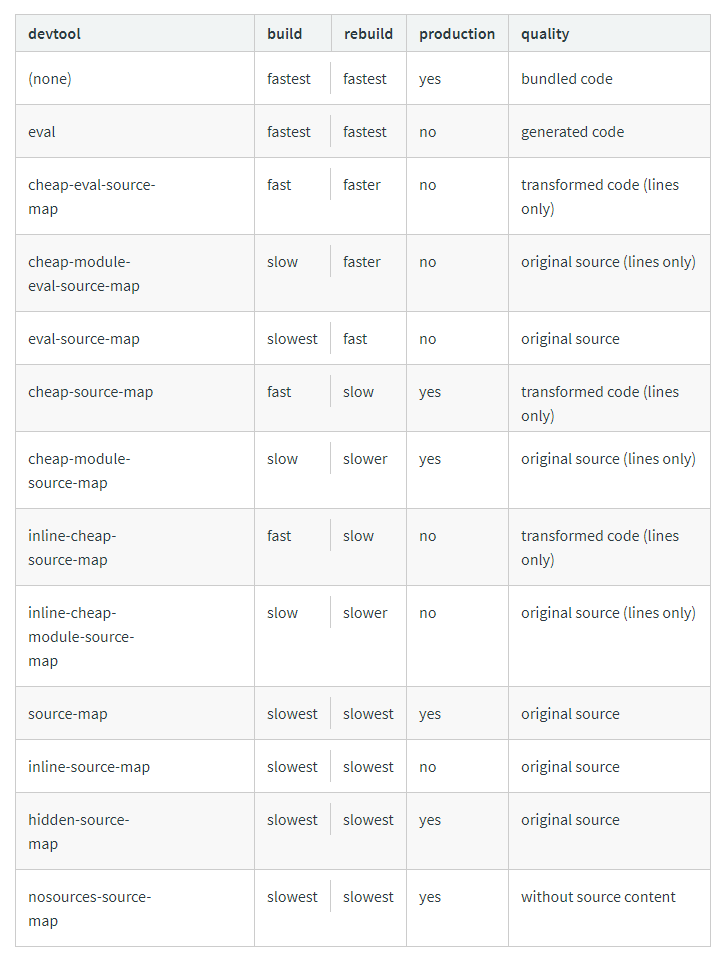 devtool build rebuild production quality
(none) fastest fastest yes bundled code
eval fastest fastest no generated code
cheap-eval-source- fast faster no transformed code (lines
map only)
cheap-module- slow faster no original source (lines only)
eval-source-map
eval-source-map slowest fast no original source
cheap-source-map fast slow yes transformed code (lines
only)
cheap-module- slow slower yes original source (lines only)
source-map
inline-cheap- fast slow no transformed code (lines
source-map only)
inline-cheap- slow slower no original source (lines only)
module-source-
map
source-map slowest slowest yes original source
inline-source-map slowest slowest no original source
hidden-source- slowest slowest yes original source
map
nosources-source- slowest slowest yes without source content
map